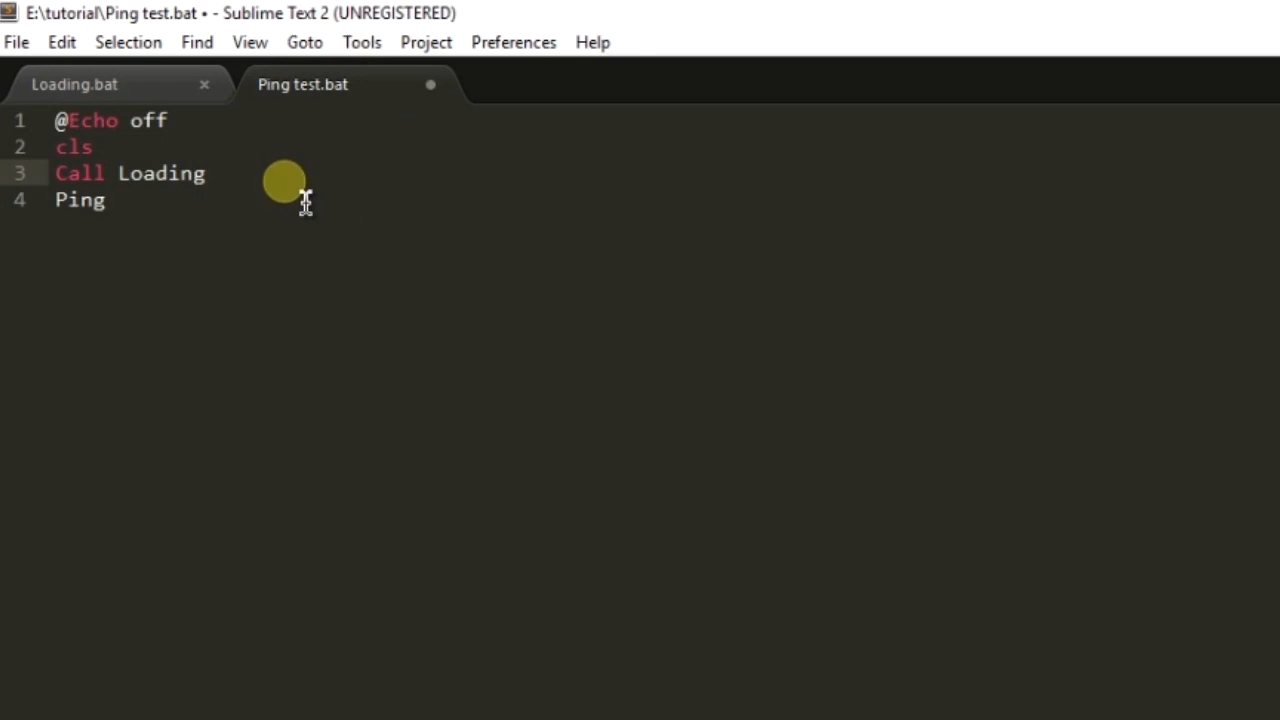 E:\tutorial\Ping test.bat • - Sublime Text 2 (UNREGISTERED)
File Edit Selection Find View Goto Tools Project Preferences Help
Loading.bat × Ping test.bat
1 @Echo off
2 cls
3 Call Loading
4 Ping